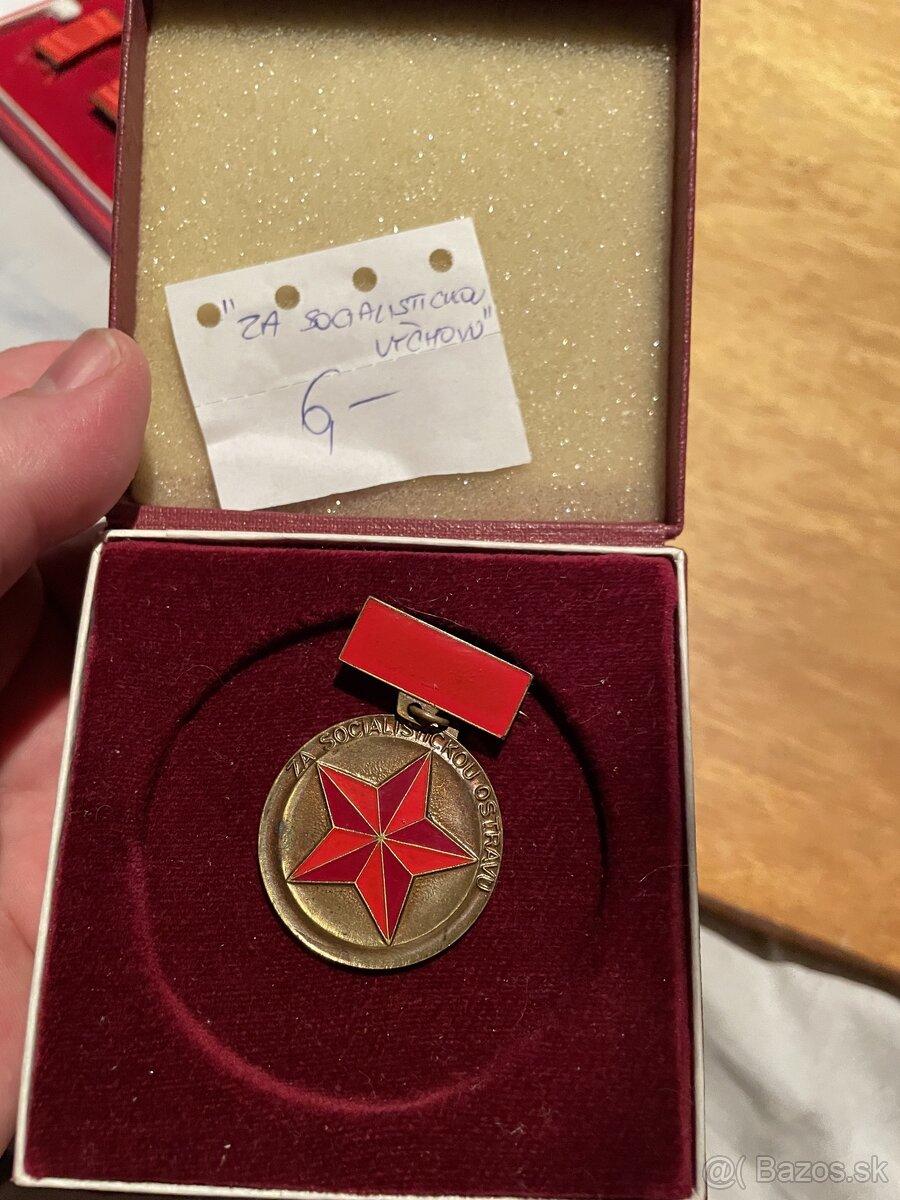 "ZA SOCIALISTICKOU
VÝCHOVU"
6,-
ZA SOCIALISTICKOU OSTRAVU
@( Bazos.sk